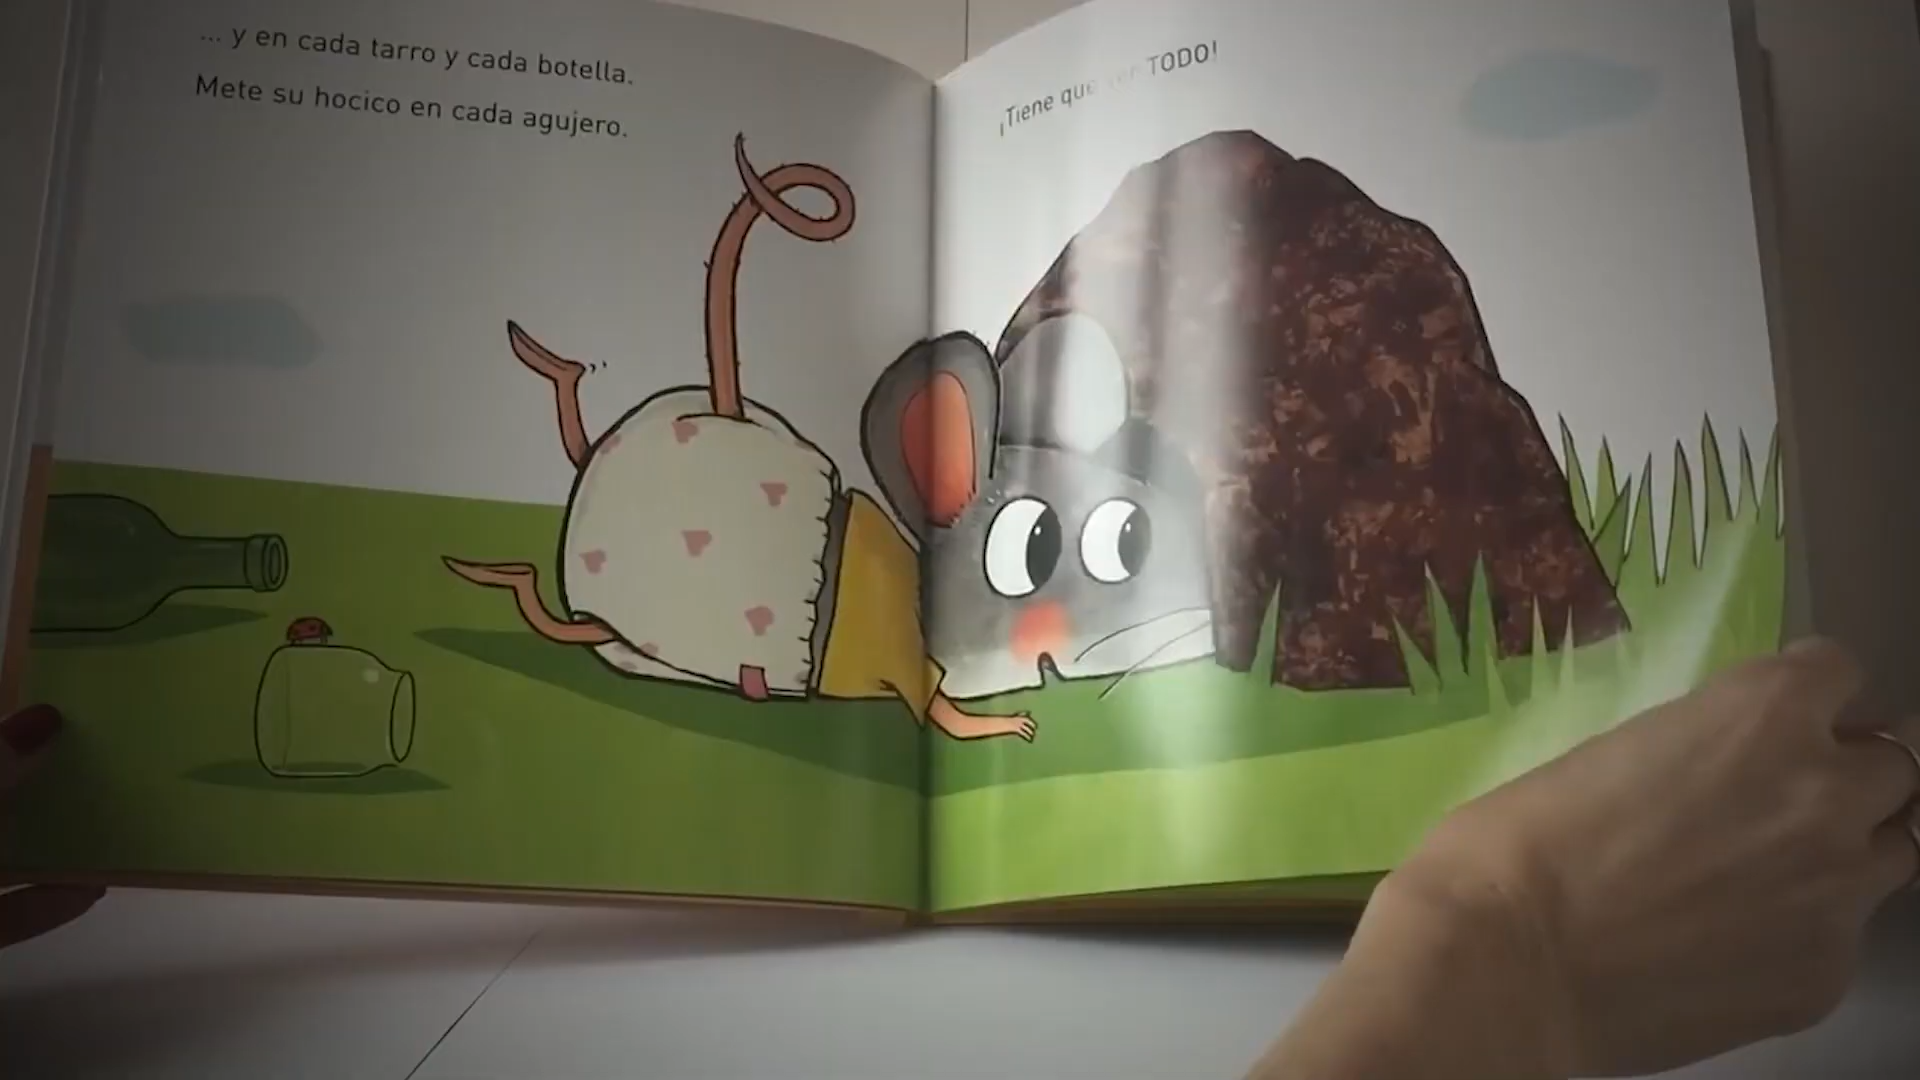 ... y en cada tarro y cada botella.
Mete su hocico en cada agujero.
¡Tiene que TODO!